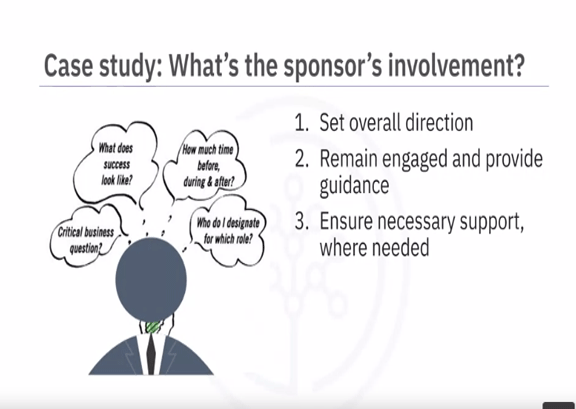 Case study: What's the sponsor's involvement?
What does
success
look like?
How much time
before,
during & after?
Critical business
question?
Who do I designate
for which role?
1. Set overall direction
2. Remain engaged and provide
guidance
3. Ensure necessary support,
where needed